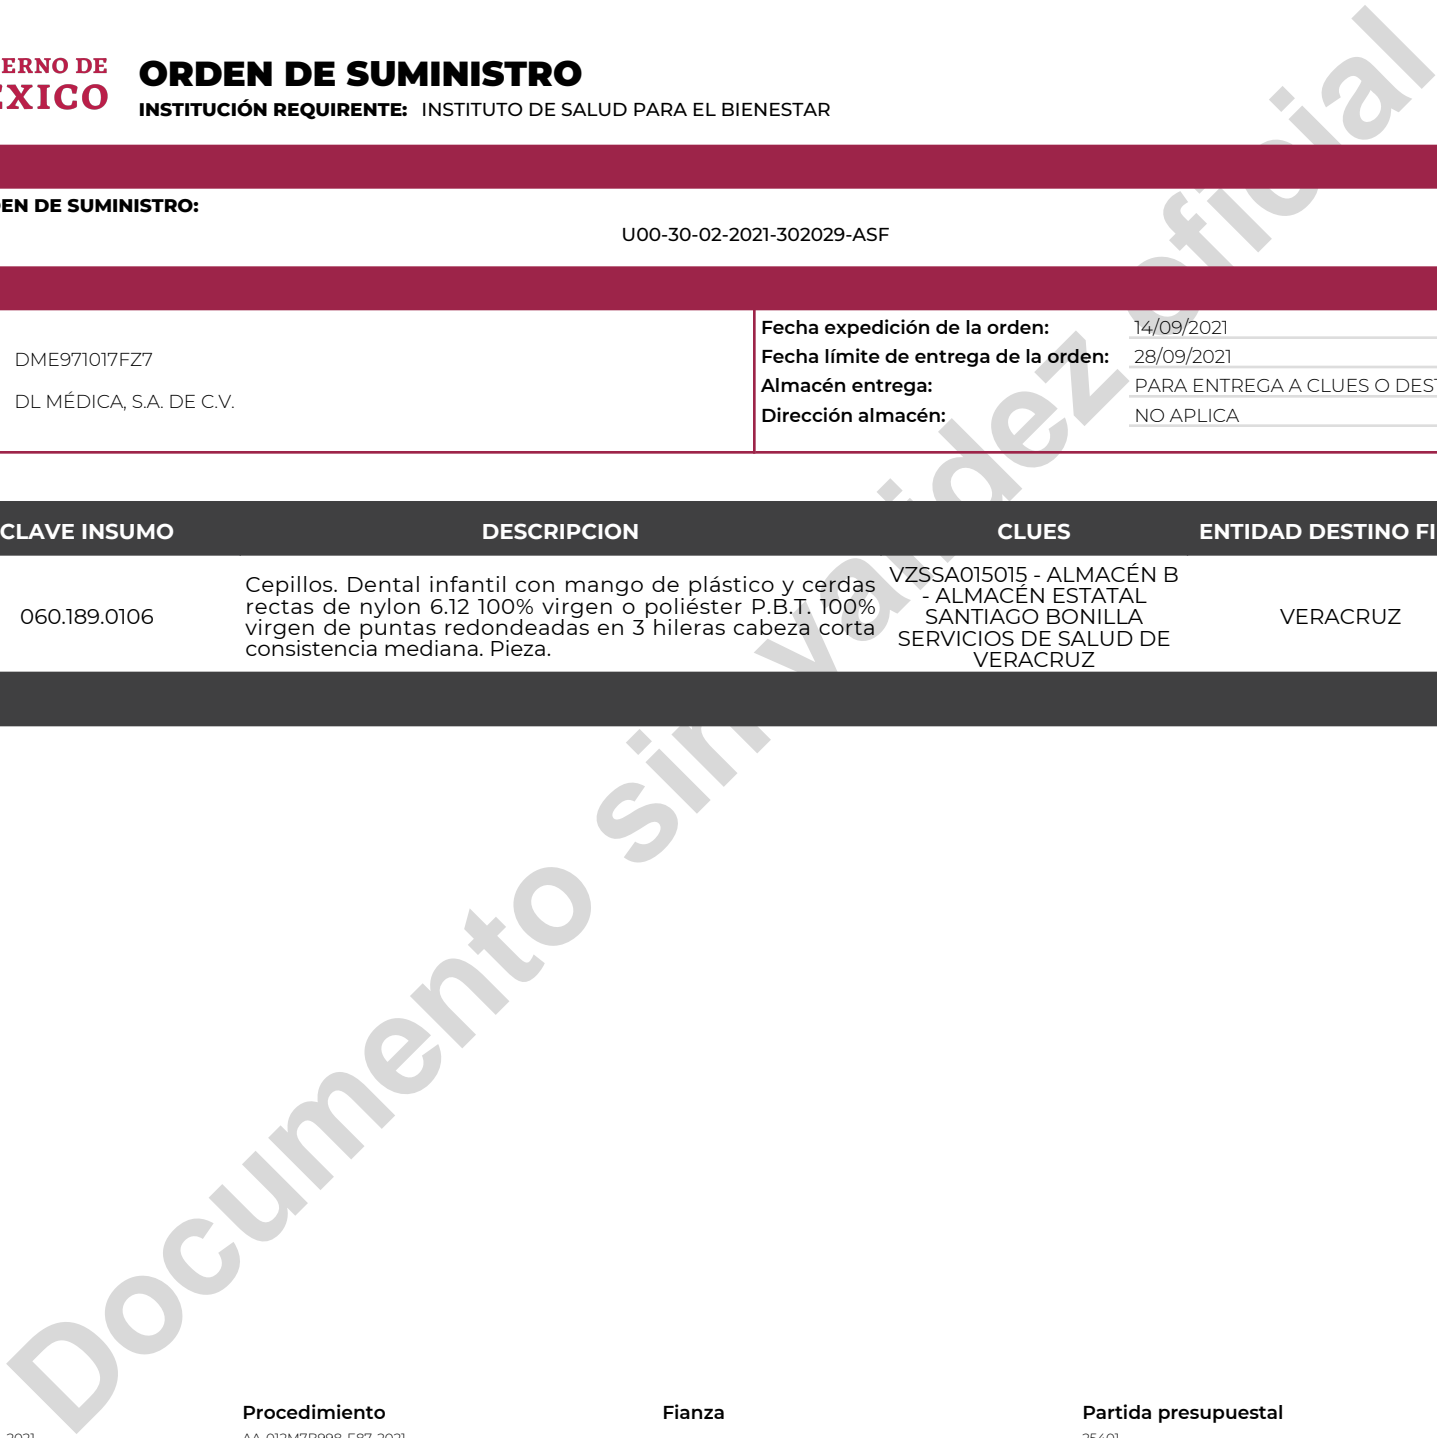 ERNO DE
ÉXICO
ORDEN DE SUMINISTRO
INSTITUCIÓN REQUIRENTE: INSTITUTO DE SALUD PARA EL BIENESTAR
EN DE SUMINISTRO:
U00-30-02-2021-302029-ASF
DME971017FZ7
DL MÉDICA, S.A. DE C.V.
Fecha expedición de la orden: 14/09/2021
Fecha límite de entrega de la orden: 28/09/2021
Almacén entrega: PARA ENTREGA A CLUES O DEST
Dirección almacén: NO APLICA
CLAVE INSUMO DESCRIPCION CLUES ENTIDAD DESTINO FI
060.189.0106
Cepillos. Dental infantil con mango de plástico y cerdas
rectas de nylon 6.12 100% virgen o poliéster P.B.T. 100%
virgen de puntas redondeadas en 3 hileras cabeza corta
consistencia mediana. Pieza.
VZSSA015015 - ALMACÉN B
- ALMACÉN ESTATAL
SANTIAGO BONILLA
SERVICIOS DE SALUD DE
VERACRUZ
VERACRUZ
Documento sin validez oficial
Procedimiento Fianza Partida presupuestal